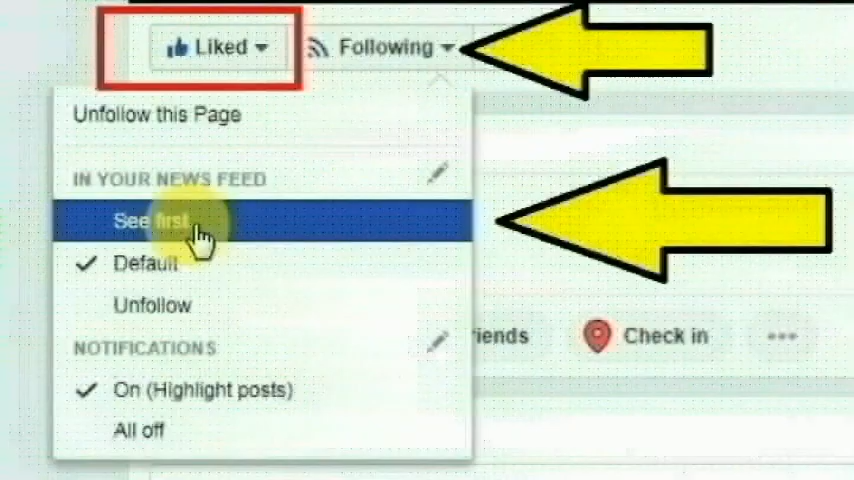 Liked Following
Unfollow this Page
IN YOUR NEWS FEED
See first
Default
Unfollow
riends Check in
NOTIFICATIONS
On (Highlight posts)
All off